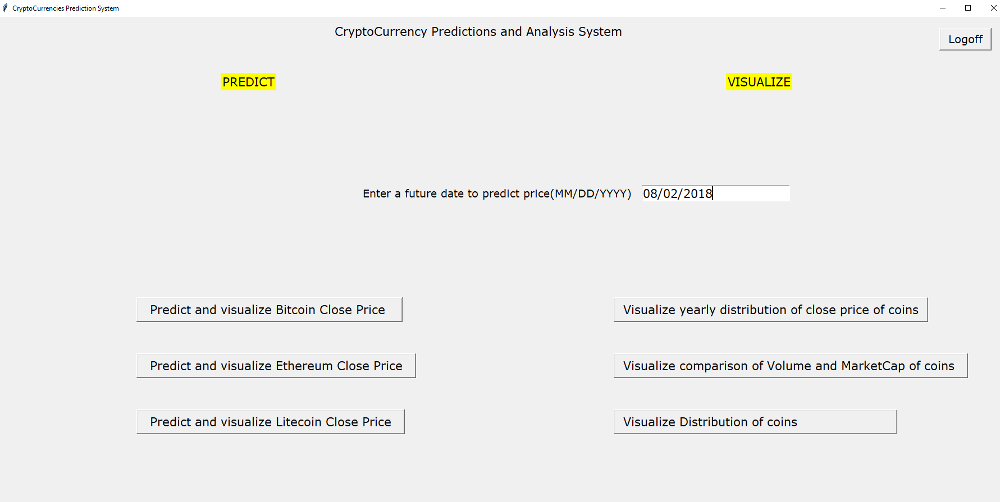 CryptoCurrencies Prediction System
CryptoCurrency Predictions and Analysis System
Logoff
PREDICT
VISUALIZE
Enter a future date to predict price(MM/DD/YYYY) 08/02/2018
Predict and visualize Bitcoin Close Price
Visualize yearly distribution of close price of coins
Predict and visualize Ethereum Close Price
Visualize comparison of Volume and MarketCap of coins
Predict and visualize Litecoin Close Price
Visualize Distribution of coins